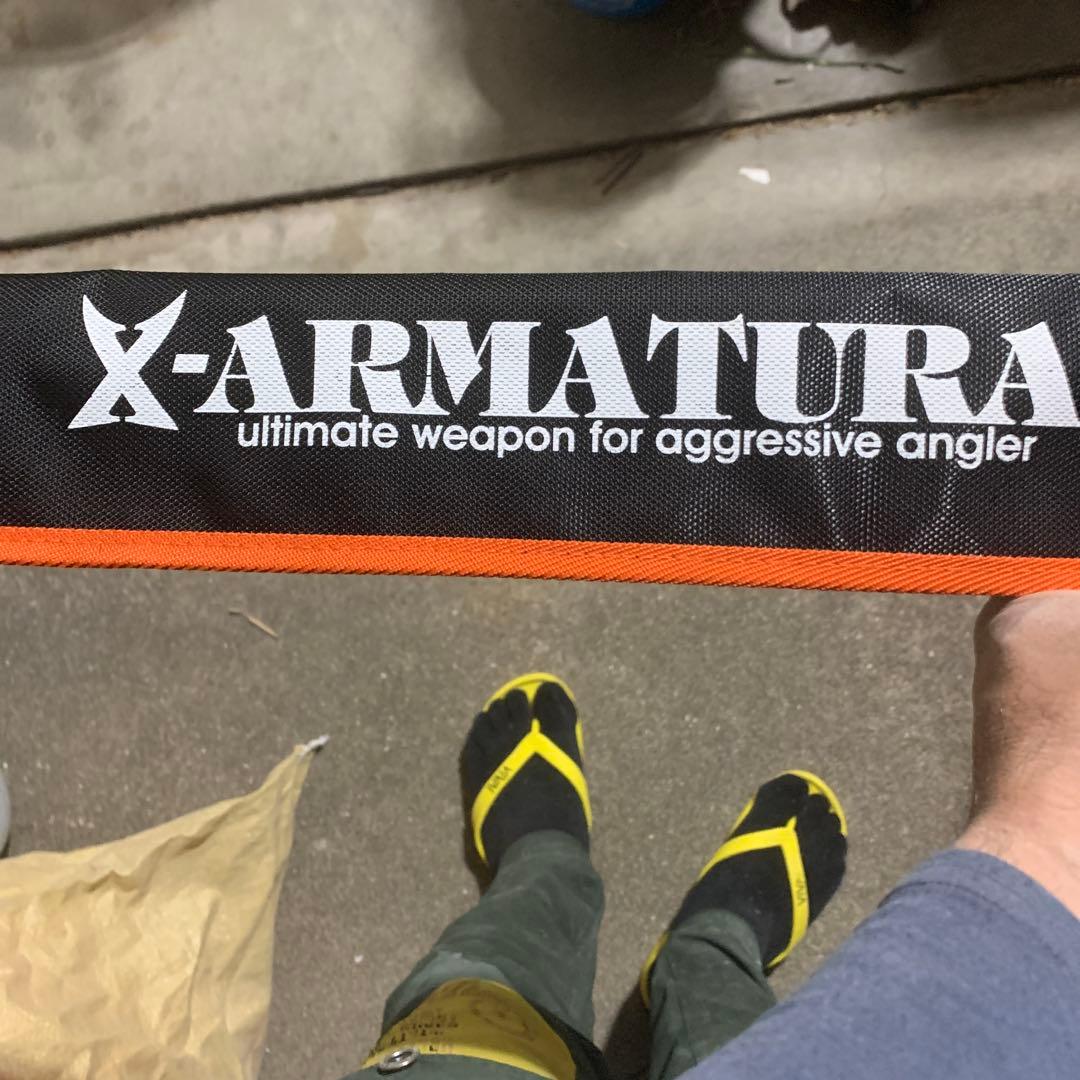 X-ARMATURA
ultimate weapon for aggressive angler